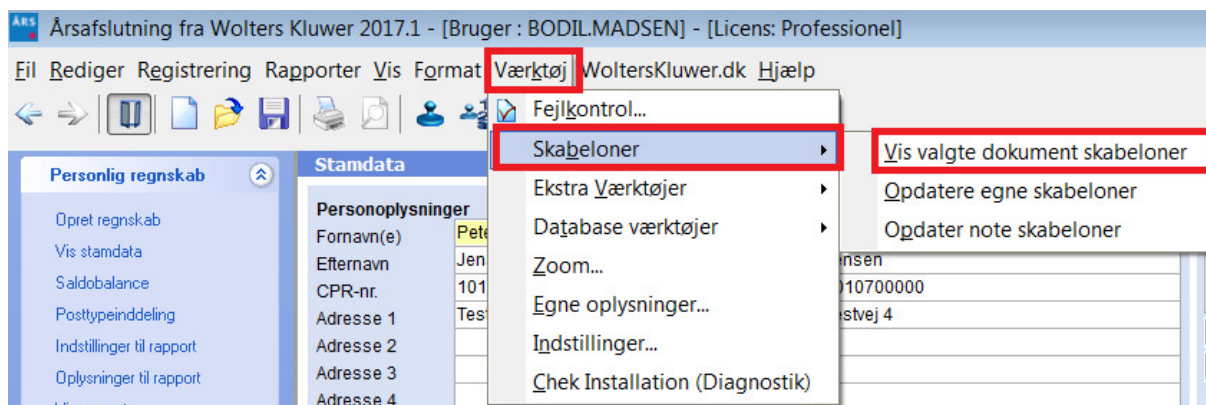 ÅRS Årsafslutning fra Wolters Kluwer 2017.1 - [Bruger : BODIL.MADSEN] - [Licens: Professionel]
Fil Rediger Registrering Rapporter Vis Format Værktøj WoltersKluwer.dk Hjælp
Personlig regnskab
Opret regnskab
Vis stamdata
Saldobalance
Posttypeinddeling
Indstillinger til rapport
Oplysninger til rapport
Stamdata
Personoplysninger
Fornavn(e)
Efternavn
CPR-nr.
101
Adresse 1
Adresse 2
Adresse 3
Adresse 4
Fejlkontrol...
Skabeloner
Ekstra Værktøjer
Database værktøjer
Zoom...
Egne oplysninger...
Indstillinger...
Chek Installation (Diagnostik)
Vis valgte dokument skabeloner
Opdatere egne skabeloner
Opdater note skabeloner
010700000